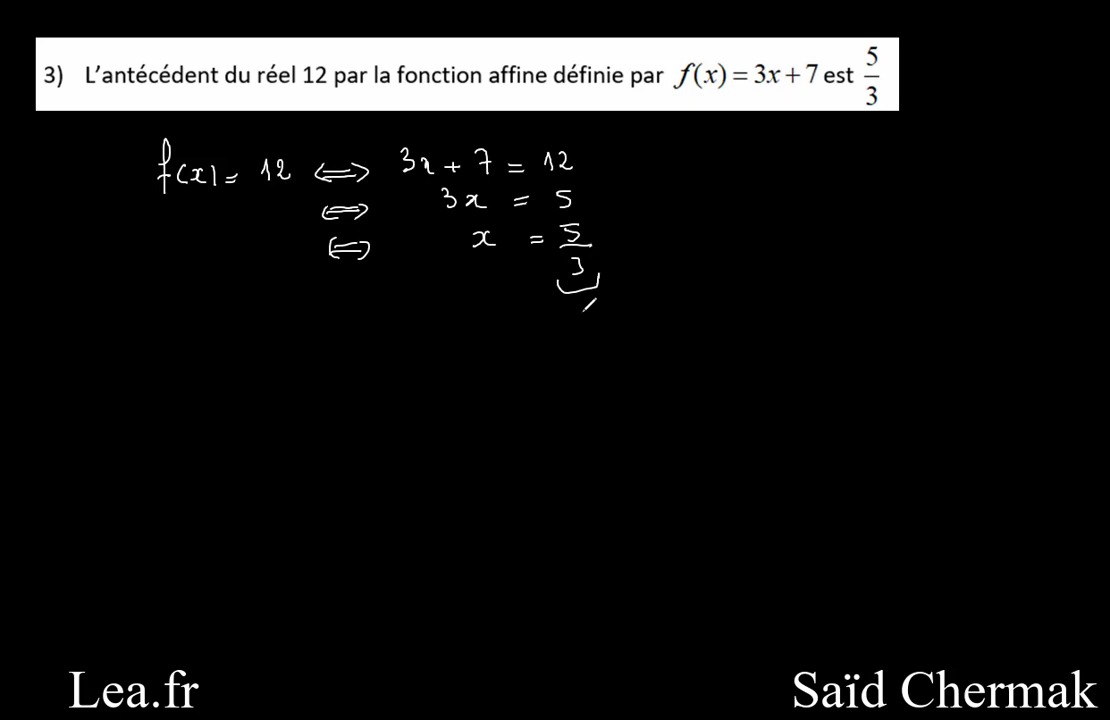 3) L'antécédent du réel 12 par la fonction affine définie par f(x) = 3x + 7 est 5/3
f(x) = 12 ⟺ 3x + 7 = 12
⟺ 3x = 5
⟺ x = 5/3
Lea.fr
Saïd Chermak